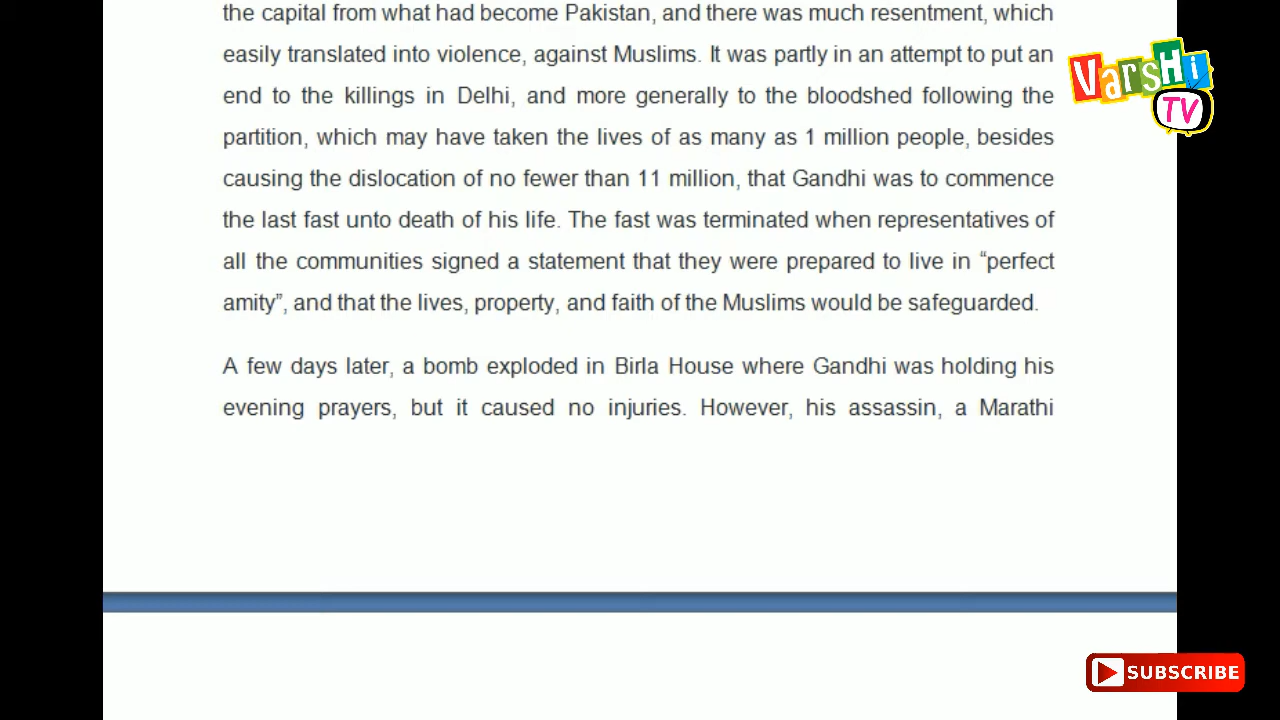 the capital from what had become Pakistan, and there was much resentment, which
easily translated into violence, against Muslims. It was partly in an attempt to put an
end to the killings in Delhi, and more generally to the bloodshed following the
partition, which may have taken the lives of as many as 1 million people, besides
causing the dislocation of no fewer than 11 million, that Gandhi was to commence
the last fast unto death of his life. The fast was terminated when representatives of
all the communities signed a statement that they were prepared to live in “perfect
amity”, and that the lives, property, and faith of the Muslims would be safeguarded.
A few days later, a bomb exploded in Birla House where Gandhi was holding his
evening prayers, but it caused no injuries. However, his assassin, a Marathi
VarsHi
TV
SUBSCRIBE